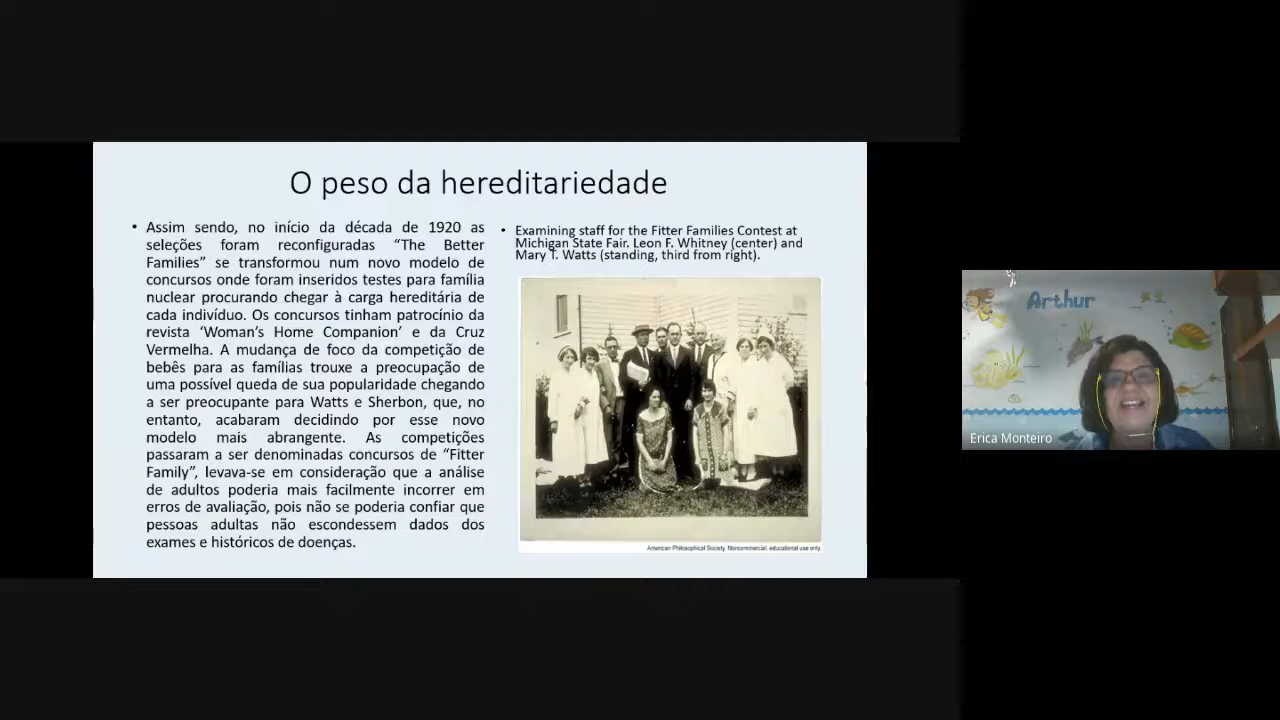 O peso da hereditariedade
• Assim sendo, no início da década de 1920 as
seleções foram reconfiguradas “The Better
Families” se transformou num novo modelo de
concursos onde foram inseridos testes para família
nuclear procurando chegar à carga hereditária de
cada indivíduo. Os concursos tinham patrocínio da
revista ‘Woman’s Home Companion’ e da Cruz
Vermelha. A mudança de foco da competição de
bebês para as famílias trouxe a preocupação de
uma possível queda de sua popularidade chegando
a ser preocupante para Watts e Sherbon, que, no
entanto, acabaram decidindo por esse novo
modelo mais abrangente. As competições
passaram a ser denominadas concursos de “Fitter
Family”, levava-se em consideração que a análise
de adultos poderia mais facilmente incorrer em
erros de avaliação, pois não se poderia confiar que
pessoas adultas não escondessem dados dos
exames e históricos de doenças.
• Examining staff for the Fitter Families Contest at
Michigan State Fair. Leon F. Whitney (center) and
Mary T. Watts (standing, third from right).
American Philosophical Society. Noncommercial, educational use only.
Arthur
Erica Monteiro